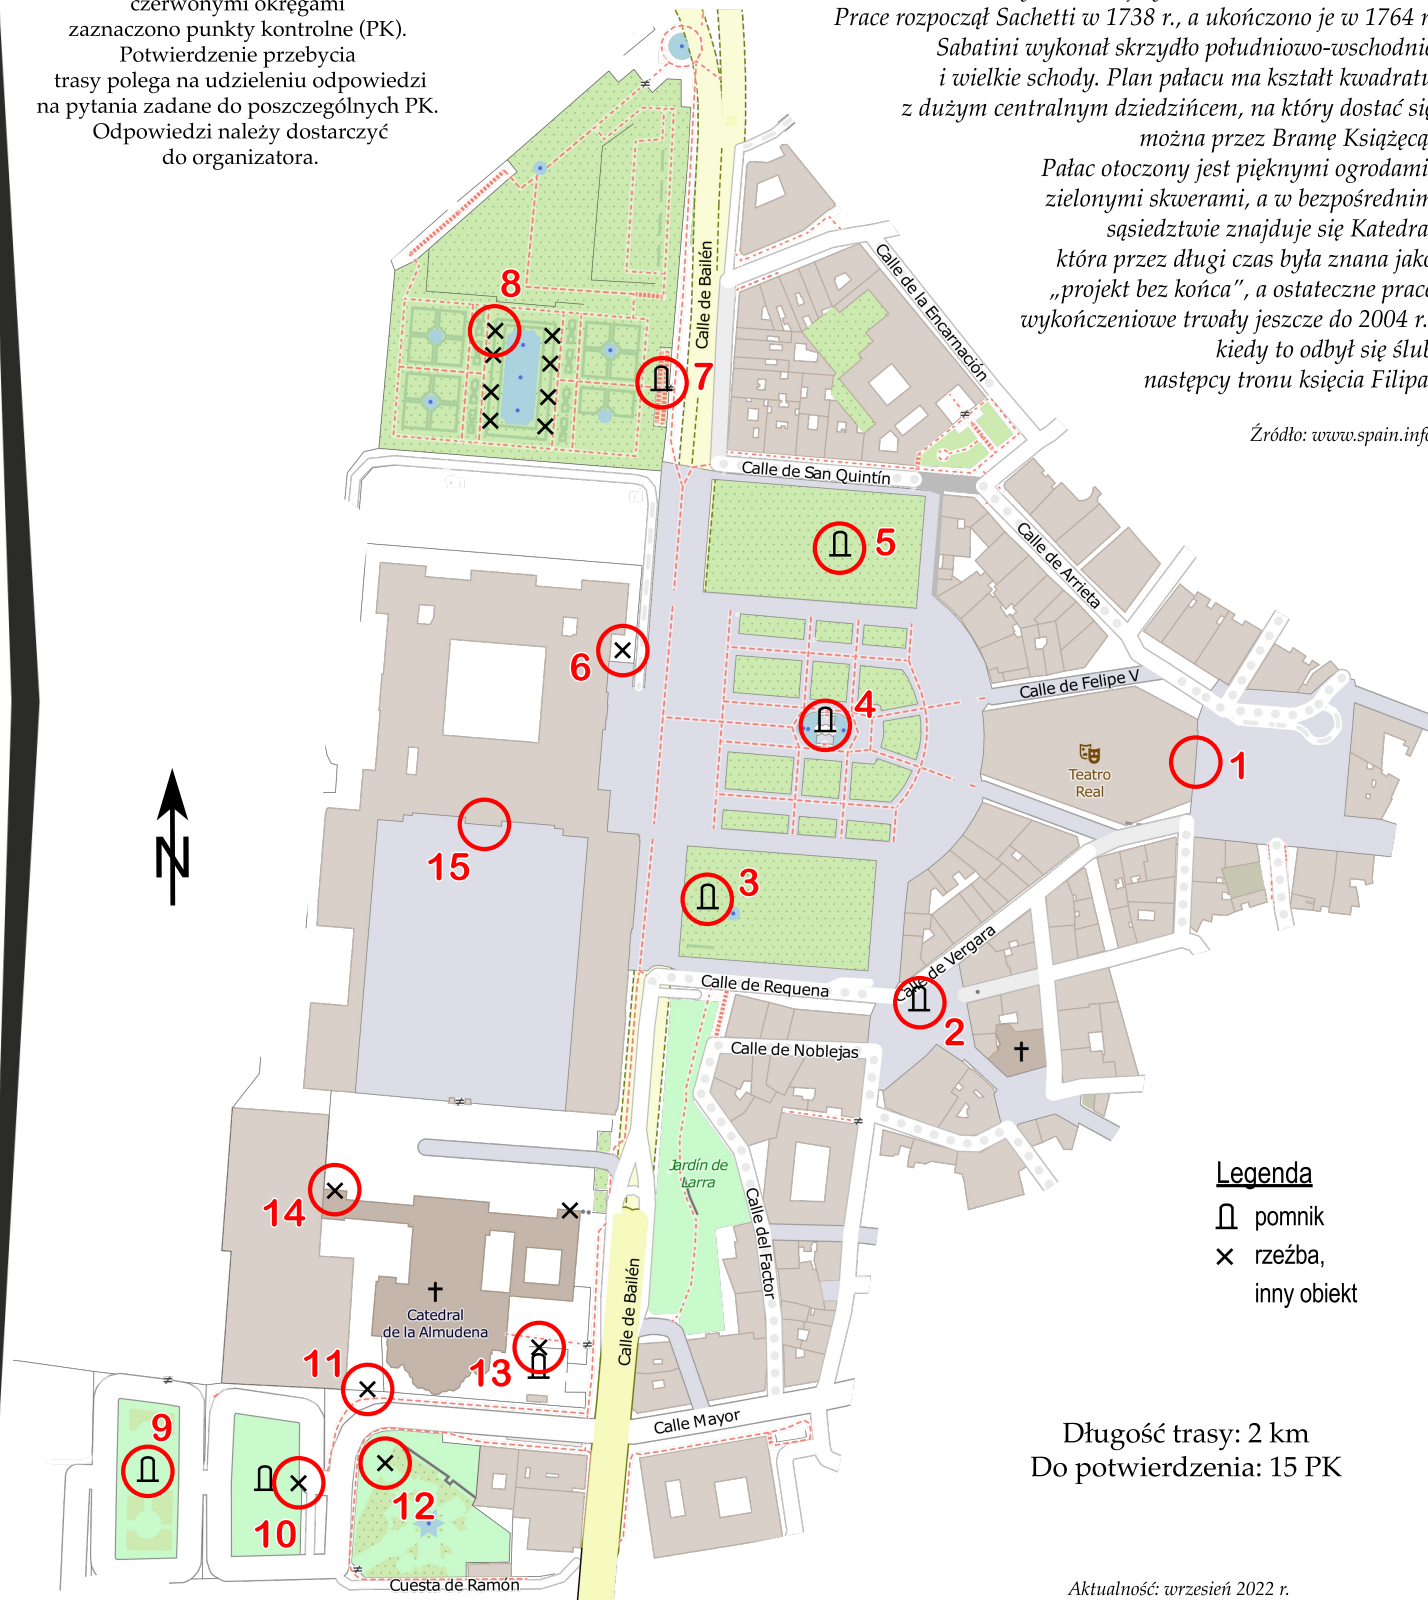 czerwonymi okręgami
zaznaczono punkty kontrolne (PK).
Potwierdzenie przebycia
trasy polega na udzieleniu odpowiedzi
na pytania zadane do poszczególnych PK.
Odpowiedzi należy dostarczyć
do organizatora.
Prace rozpoczął Sachetti w 1738 r., a ukończono je w 1764 r
Sabatini wykonał skrzydło południowo-wschodnie
i wielkie schody. Plan pałacu ma kształt kwadratu
z dużym centralnym dziedzińcem, na który dostać się
można przez Bramę Książęcą
Pałac otoczony jest pięknymi ogrodami
zielonymi skwerami, a w bezpośrednim
sąsiedztwie znajduje się Katedra
która przez długi czas była znana jako
„projekt bez końca”, a ostateczne prace
wykończeniowe trwały jeszcze do 2004 r.
kiedy to odbył się ślub
następcy tronu księcia Filipa
Źródło: www.spain.info
Calle de Bailén
Calle de la Encarnación
8
7
Calle de San Quintín
5
Calle de Arrieta
6
Calle de Felipe V
4
Teatro
Real
1
N
15
3
Calle de Vergara
Calle de Requena
2
Calle de Noblejas
Jardín de
Larra
Calle del Factor
14
Calle de Bailén
Catedral
de la Almudena
13
11
Calle Mayor
9
10
12
Cuesta de Ramón
Legenda
pomnik
rzeźba,
inny obiekt
Długość trasy: 2 km
Do potwierdzenia: 15 PK
Aktualność: wrzesień 2022 r.